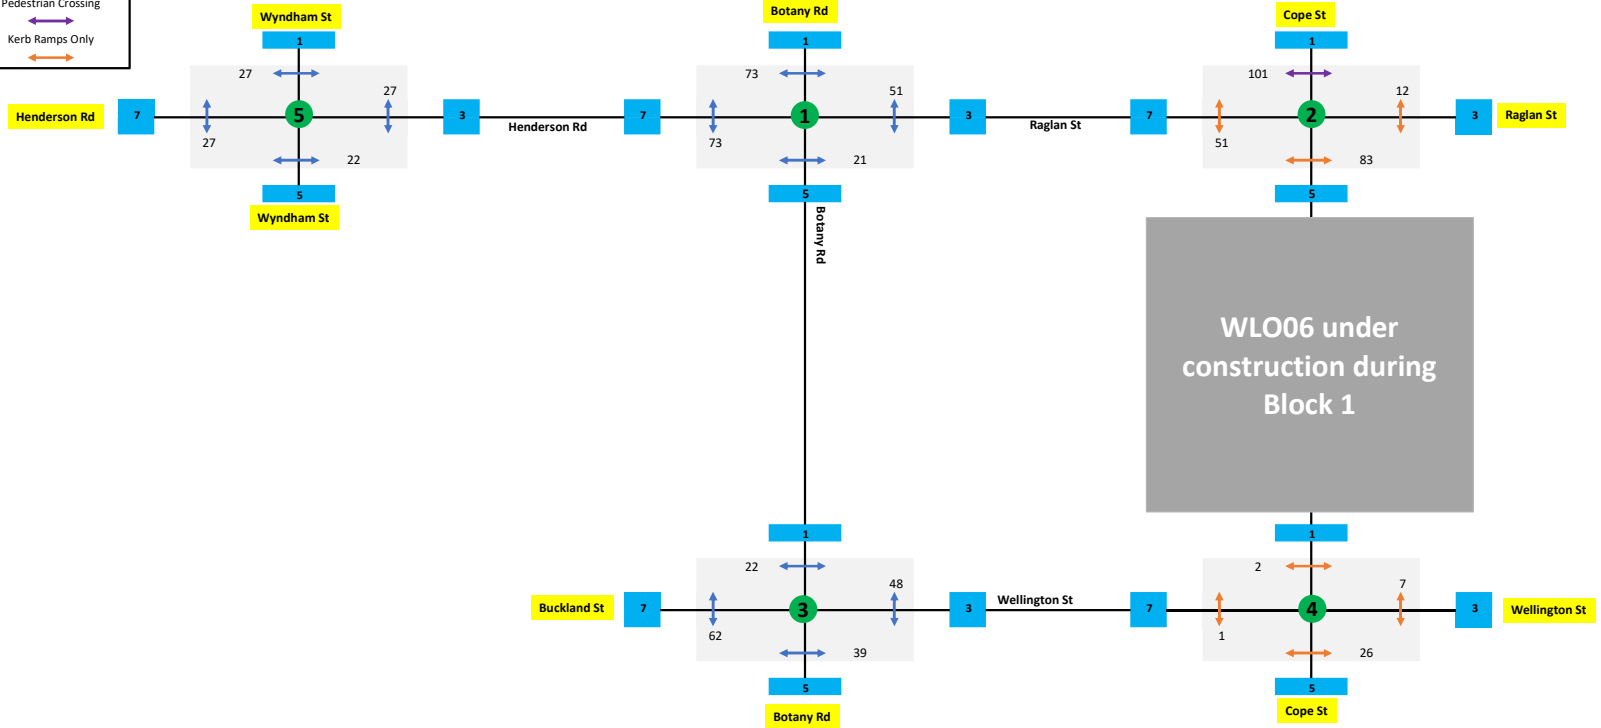 Pedestrian Crossing
Kerb Ramps Only
Wyndham St
Botany Rd
Cope St
1
1
1
27
73
101
27
51
12
Henderson Rd
7
5
3
Henderson Rd
7
1
3
Raglan St
7
2
3
Raglan St
27
73
51
22
21
83
5
5
5
Wyndham St
Botany Rd
WLO06 under
construction during
Block 1
1
1
22
2
48
7
Buckland St
7
3
3
Wellington St
7
4
3
Wellington St
62
1
39
26
5
5
Botany Rd
Cope St